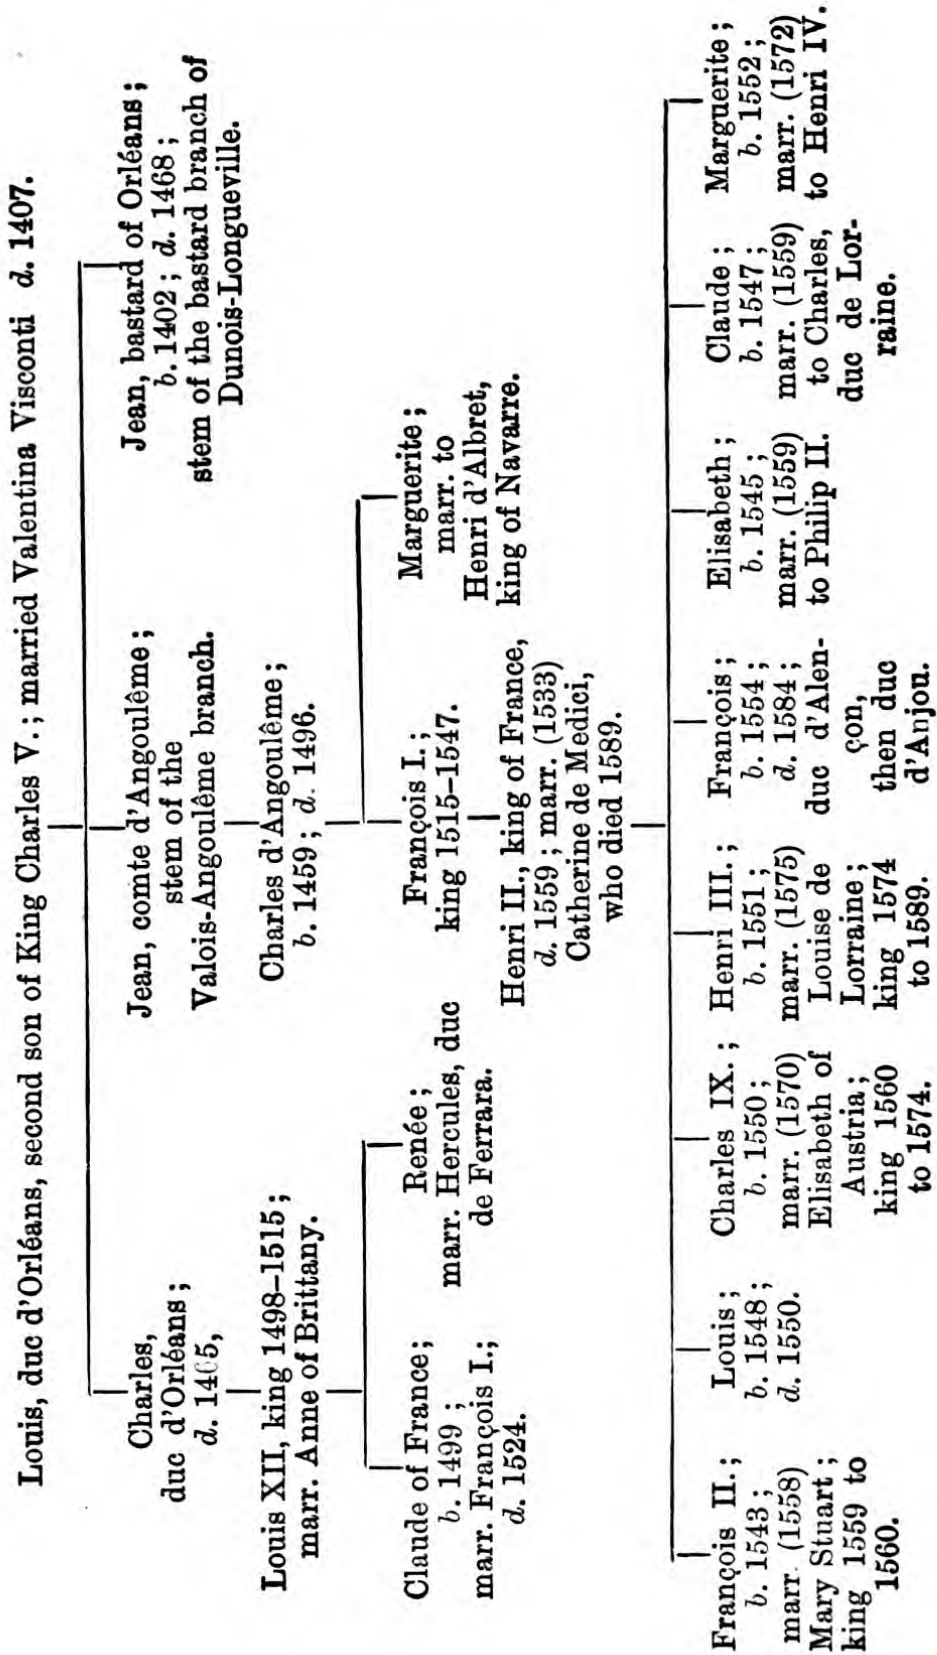 Louis, duc d'Orléans, second son of King Charles V.; married Valentina Visconti d. 1407.
Charles,
duc d'Orléans;
d. 1465,
Jean, comte d'Angoulême;
stem of the
Valois-Angoulême branch.
Jean, bastard of Orléans;
b. 1402; d. 1468;
stem of the bastard branch of
Dunois-Longueville.
Louis XII, king 1498–1515;
marr. Anne of Brittany.
Charles d'Angoulême;
b. 1459; d. 1496.
Claude of France;
b. 1499;
marr. François I.;
d. 1524.
Renée;
marr. Hercules, duc
de Ferrara.
François I.;
king 1515–1547.
Marguerite;
marr. to
Henri d'Albret,
king of Navarre.
Henri II., king of France,
d. 1559; marr. (1533)
Catherine de Medici,
who died 1589.
François II.;
b. 1543;
marr. (1558)
Mary Stuart;
king 1559 to
1560.
Louis;
b. 1548;
d. 1550.
Charles IX.;
b. 1550;
marr. (1570)
Elisabeth of
Austria;
king 1560
to 1574.
Henri III.;
b. 1551;
marr. (1575)
Louise de
Lorraine;
king 1574
to 1589.
François;
b. 1554;
d. 1584;
duc d'Alen-
çon,
then duc
d'Anjou.
Elisabeth;
b. 1545;
marr. (1559)
to Philip II.
Claude;
b. 1547;
marr. (1559)
to Charles,
duc de Lor-
raine.
Marguerite;
b. 1552;
marr. (1572)
to Henri IV.